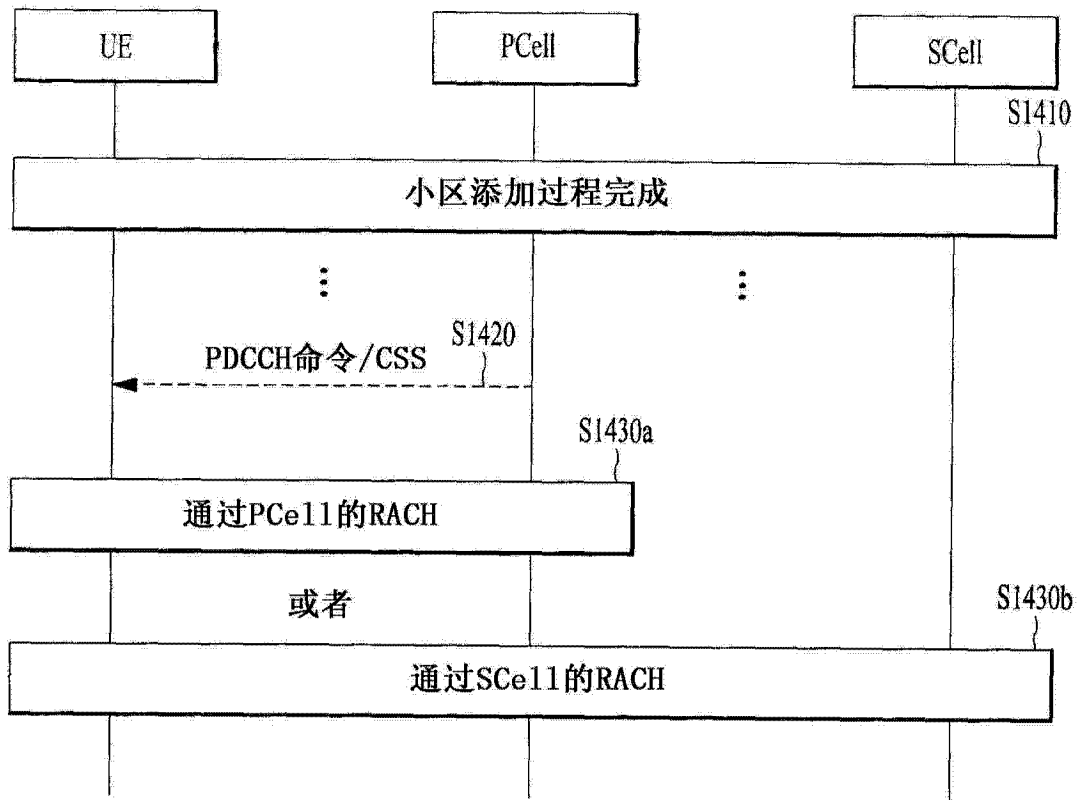 UE
PCell
SCell
S1410
小区添加过程完成
S1420
PDCCH命令/CSS
S1430a
通过PCell的RACH
或者
S1430b
通过SCell的RACH